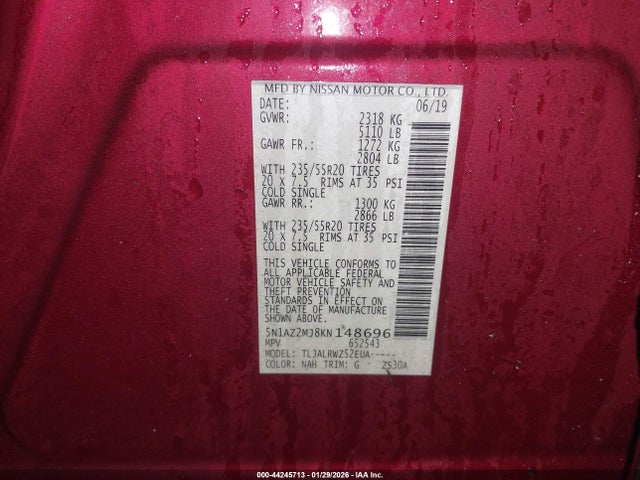 MFD BY NISSAN MOTOR CO., LTD.
DATE: 06/19
GVWR: 2318 KG
5110 LB
GAWR FR.: 1272 KG
2804 LB
WITH 235/55R20 TIRES
20 X 7.5 RIMS AT 35 PSI
COLD SINGLE
GAWR RR.: 1300 KG
2866 LB
WITH 235/55R20 TIRES
20 X 7.5 RIMS AT 35 PSI
COLD SINGLE
THIS VEHICLE CONFORMS TO
ALL APPLICABLE FEDERAL
MOTOR VEHICLE SAFETY AND
THEFT PREVENTION
STANDARDS IN EFFECT ON
THE DATE OF MANUFACTURE
SHOWN ABOVE.
5N1AZ2MJ8KN148696
MPV 652543
MODEL: TLJALRWZ52EUA-----
COLOR: NAH TRIM: G ZS30A
000-44245713 - 01/29/2026 - IAA Inc.